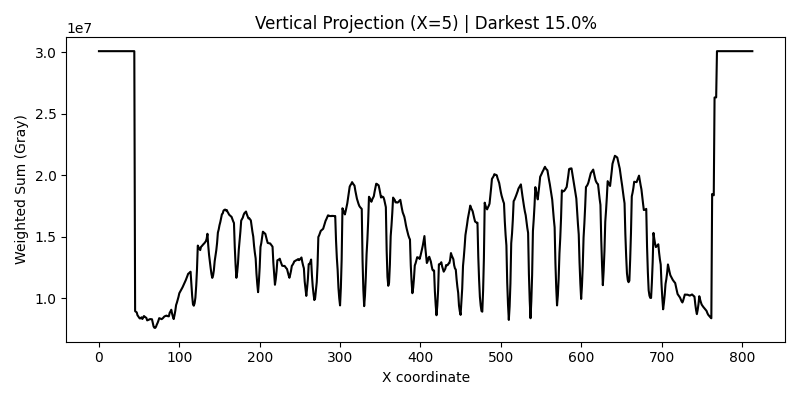 Vertical Projection (X=5) | Darkest 15.0%
1e7
3.0
2.5
2.0
1.5
1.0
Weighted Sum (Gray)
0 100 200 300 400 500 600 700 800
X coordinate